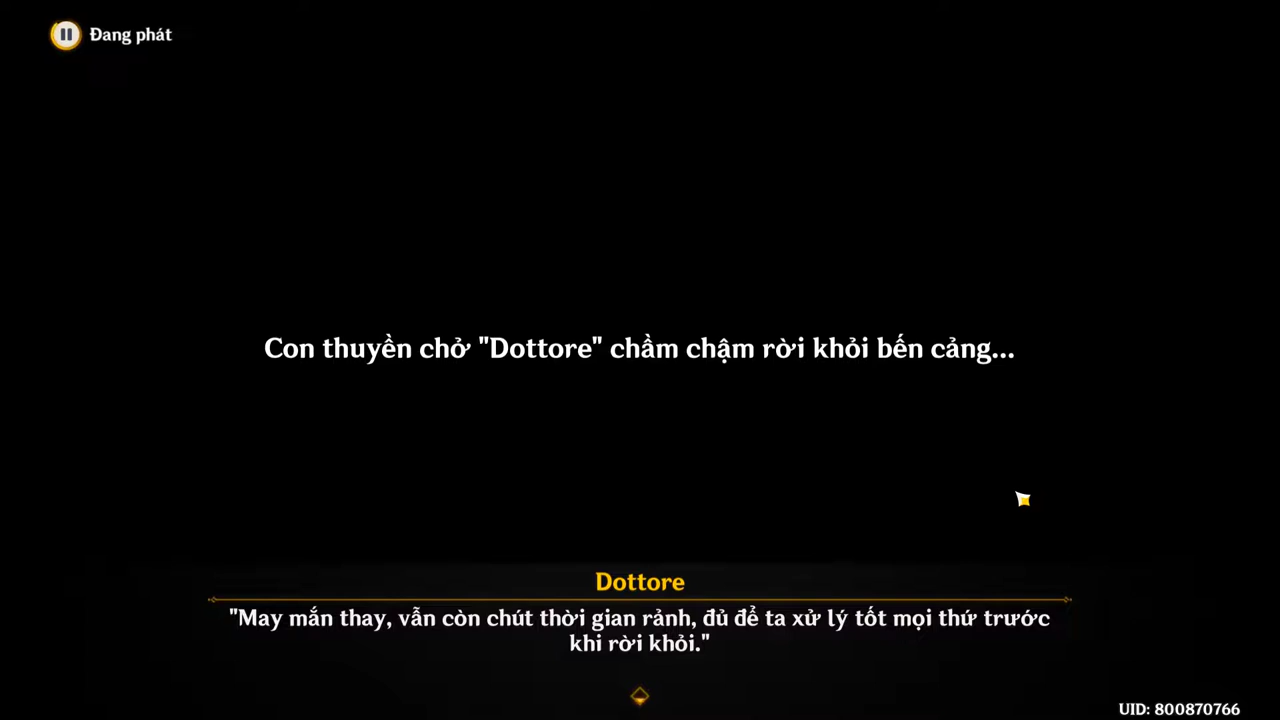 Đang phát
Con thuyền chở "Dottore" chầm chậm rời khỏi bến cảng...
Dottore
"May mắn thay, vẫn còn chút thời gian rảnh, đủ để ta xử lý tốt mọi thứ trước
khi rời khỏi."
UID: 800870766